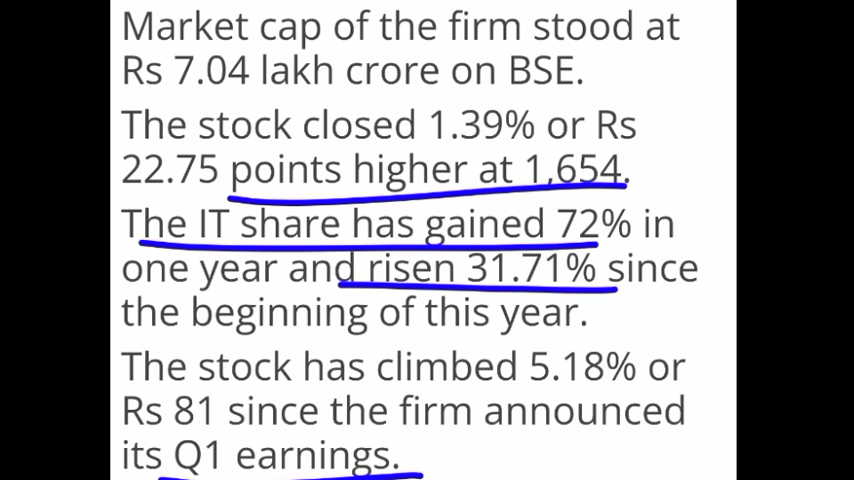 Market cap of the firm stood at
Rs 7.04 lakh crore on BSE.
The stock closed 1.39% or Rs
22.75 points higher at 1,654.
The IT share has gained 72% in
one year and risen 31.71% since
the beginning of this year.
The stock has climbed 5.18% or
Rs 81 since the firm announced
its Q1 earnings.